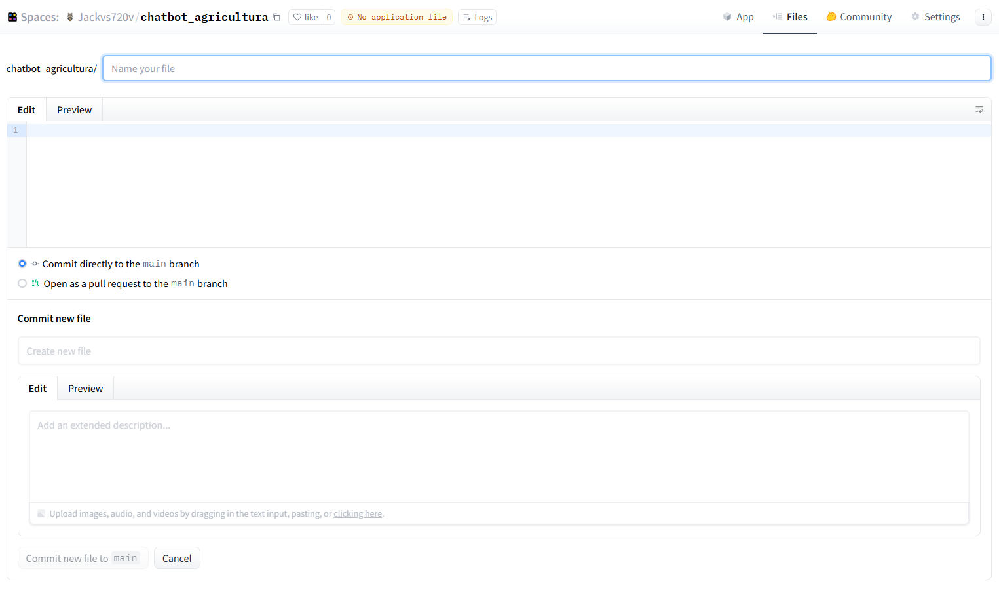 Spaces: Jackvs720v/chatbot_agricultura like 0 No application file Logs App Files Community Settings
chatbot_agricultura/ Name your file
Edit Preview
1
Commit directly to the main branch
Open as a pull request to the main branch
Commit new file
Create new file
Edit Preview
Add an extended description...
Upload images, audio, and videos by dragging in the text input, pasting, or clicking here.
Commit new file to main Cancel